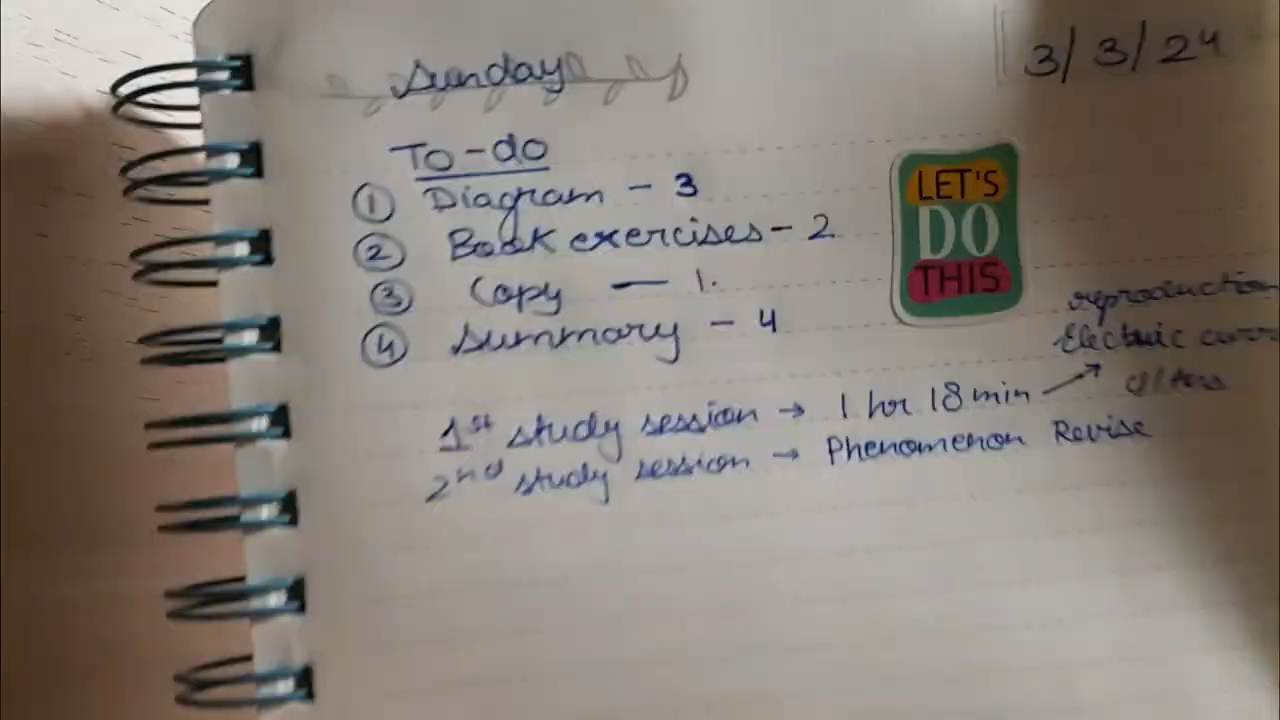 Sunday
3/3/24
To-do
① Diagram - 3
② Book exercises - 2
③ Copy — 1.
④ Summary - 4
LET'S
DO
THIS
reproduction
Electric
1st study session → 1 hr 18 min
2nd study session → Phenomenon Revise